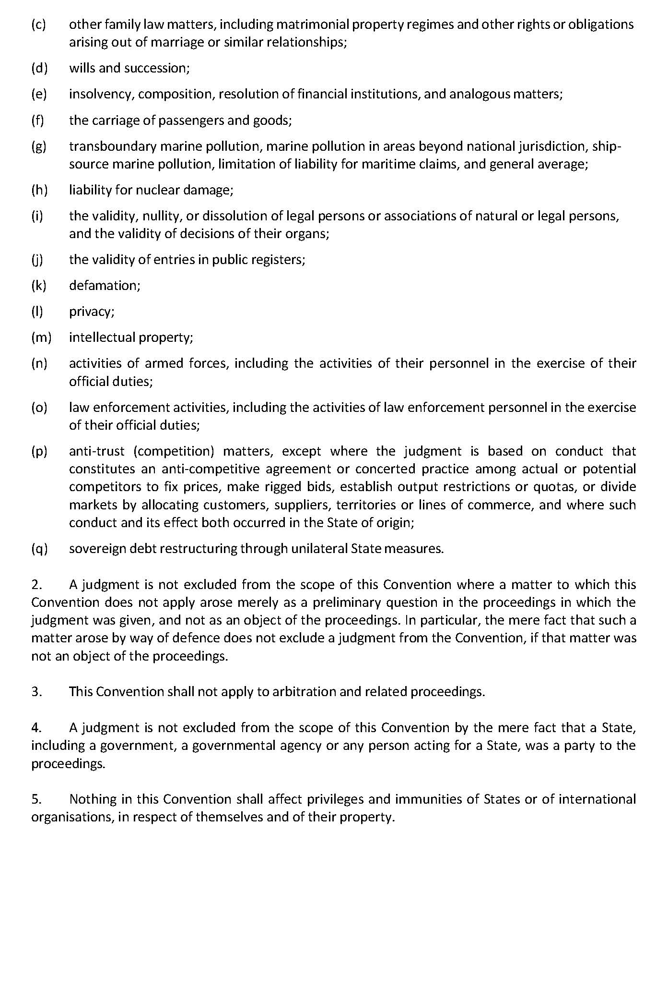 (c) other family law matters, including matrimonial property regimes and other rights or obligations
arising out of marriage or similar relationships;
(d) wills and succession;
(e) insolvency, composition, resolution of financial institutions, and analogous matters;
(f) the carriage of passengers and goods;
(g) transboundary marine pollution, marine pollution in areas beyond national jurisdiction, ship-
source marine pollution, limitation of liability for maritime claims, and general average;
(h) liability for nuclear damage;
(i) the validity, nullity, or dissolution of legal persons or associations of natural or legal persons,
and the validity of decisions of their organs;
(j) the validity of entries in public registers;
(k) defamation;
(l) privacy;
(m) intellectual property;
(n) activities of armed forces, including the activities of their personnel in the exercise of their
official duties;
(o) law enforcement activities, including the activities of law enforcement personnel in the exercise
of their official duties;
(p) anti-trust (competition) matters, except where the judgment is based on conduct that
constitutes an anti-competitive agreement or concerted practice among actual or potential
competitors to fix prices, make rigged bids, establish output restrictions or quotas, or divide
markets by allocating customers, suppliers, territories or lines of commerce, and where such
conduct and its effect both occurred in the State of origin;
(q) sovereign debt restructuring through unilateral State measures.
2. A judgment is not excluded from the scope of this Convention where a matter to which this
Convention does not apply arose merely as a preliminary question in the proceedings in which the
judgment was given, and not as an object of the proceedings. In particular, the mere fact that such a
matter arose by way of defence does not exclude a judgment from the Convention, if that matter was
not an object of the proceedings.
3. This Convention shall not apply to arbitration and related proceedings.
4. A judgment is not excluded from the scope of this Convention by the mere fact that a State,
including a government, a governmental agency or any person acting for a State, was a party to the
proceedings.
5. Nothing in this Convention shall affect privileges and immunities of States or of international
organisations, in respect of themselves and of their property.